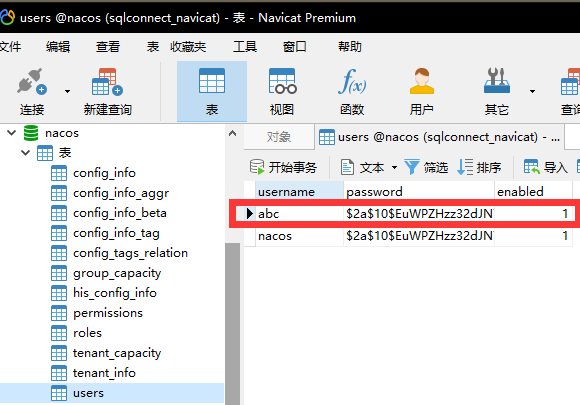 users @nacos (sqlconnect_navicat) - 表 - Navicat Premium
文件 编辑 查看 表 收藏夹 工具 窗口 帮助
连接 新建查询 表 视图 函数 用户 其它 查询
nacos
表
config_info
config_info_aggr
config_info_beta
config_info_tag
config_tags_relation
group_capacity
his_config_info
permissions
roles
tenant_capacity
tenant_info
users
对象 users @nacos (sqlconnect_navicat) - ...
开始事务 文本 筛选 排序 导入
username password enabled
abc $2a$10$EuWPZHzz32dJN 1
nacos $2a$10$EuWPZHzz32dJN 1